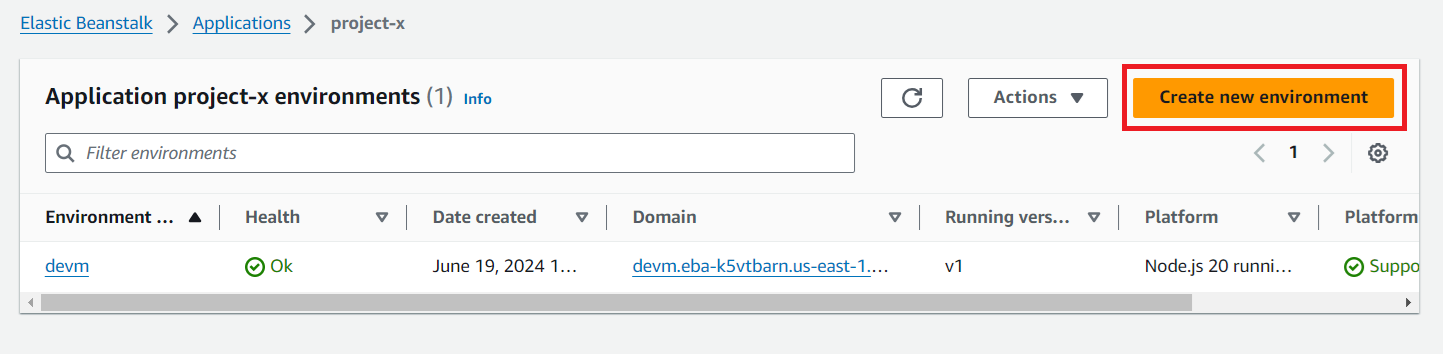 Elastic Beanstalk > Applications > project-x
Application project-x environments (1) Info
Actions
Create new environment
Filter environments
1
Environment ... Health Date created Domain Running vers... Platform Platform
devm Ok June 19, 2024 1... devm.eba-k5vtbarn.us-east-1.... v1 Node.js 20 runni... Suppo